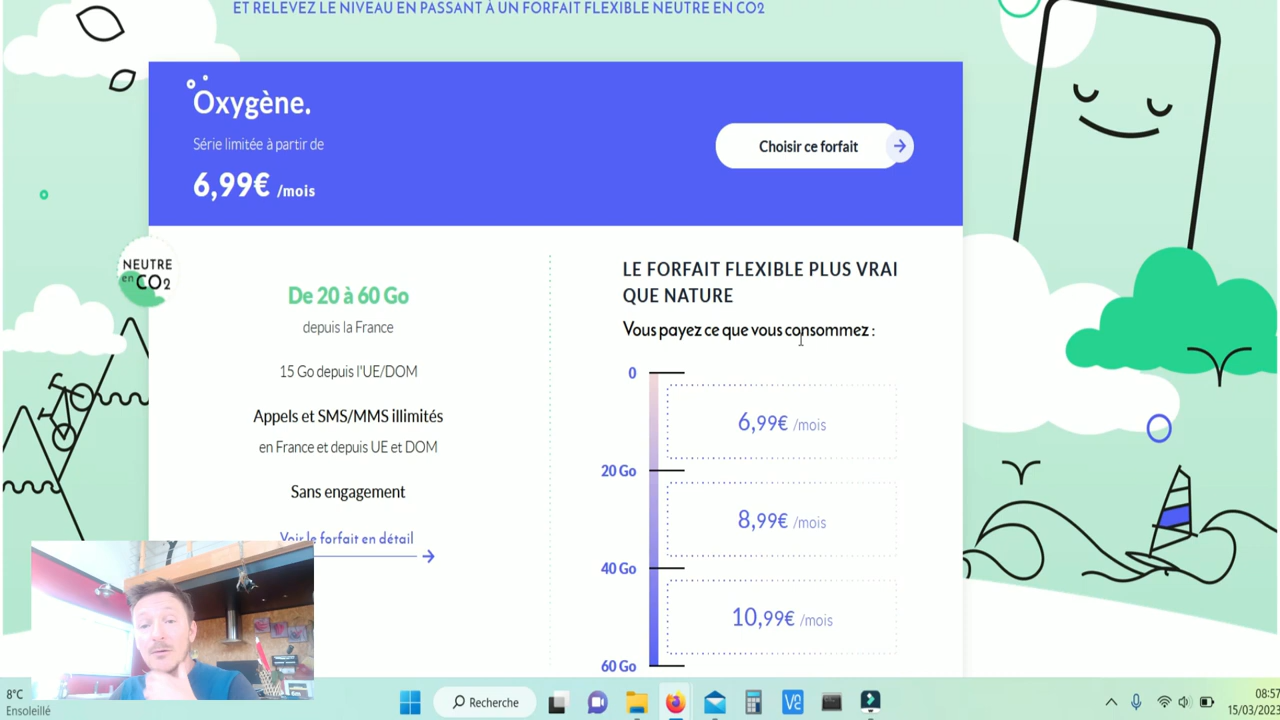 ET RELEVEZ LE NIVEAU EN PASSANT À UN FORFAIT FLEXIBLE NEUTRE EN CO2
Oxygène.
Série limitée à partir de
6,99€ /mois
Choisir ce forfait
NEUTRE
en CO2
De 20 à 60 Go
depuis la France
15 Go depuis l'UE/DOM
Appels et SMS/MMS illimités
en France et depuis UE et DOM
Sans engagement
Voir le forfait en détail
LE FORFAIT FLEXIBLE PLUS VRAI
QUE NATURE
Vous payez ce que vous consommez :
0
6,99€ /mois
20 Go
8,99€ /mois
40 Go
10,99€ /mois
60 Go
8°C
Ensoleillé
Recherche
08:57
15/03/2023